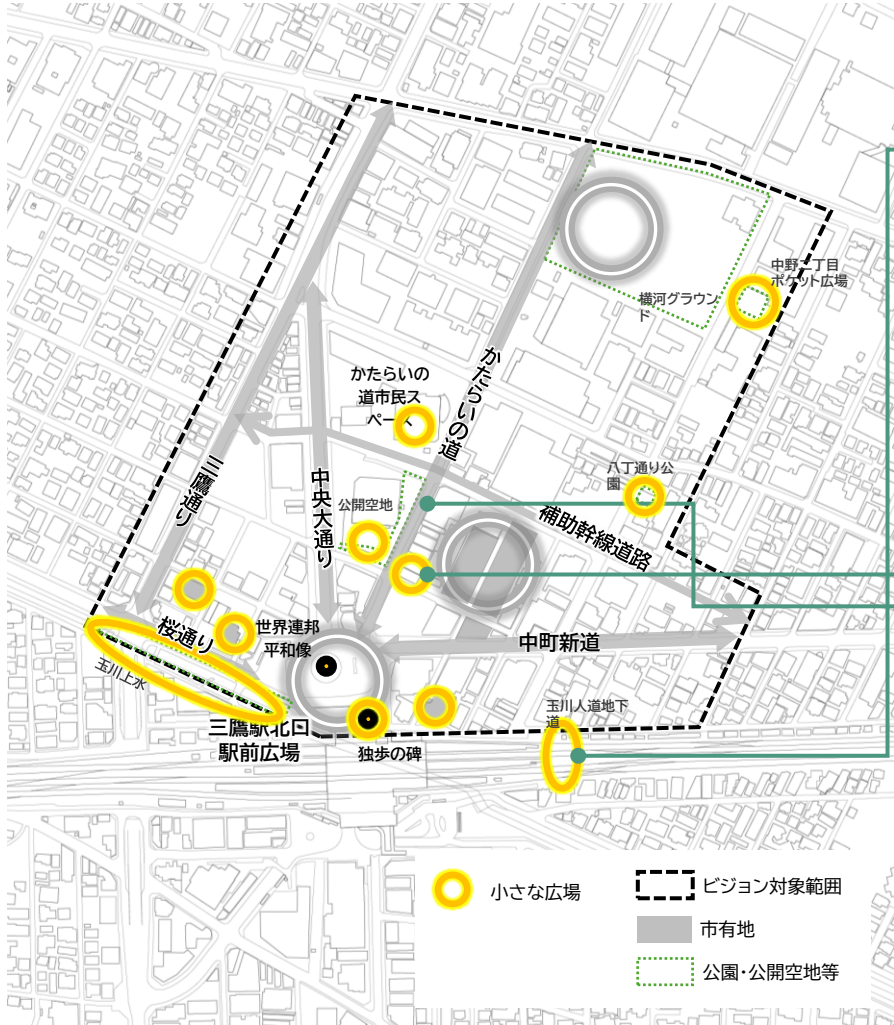 中野二丁目
ポケット広場
横河グラウン
ド
かたらいの
道市民ス
ペース
かたらいの道
三鷹通り
中央大通り
公開空地
八丁通り公
園
補助幹線道路
世界連邦
平和像
桜通り
玉川上水
中町新道
三鷹駅北口
駅前広場
独歩の碑
玉川人道地下
道
小さな広場
ビジョン対象範囲
市有地
公園・公開空地等